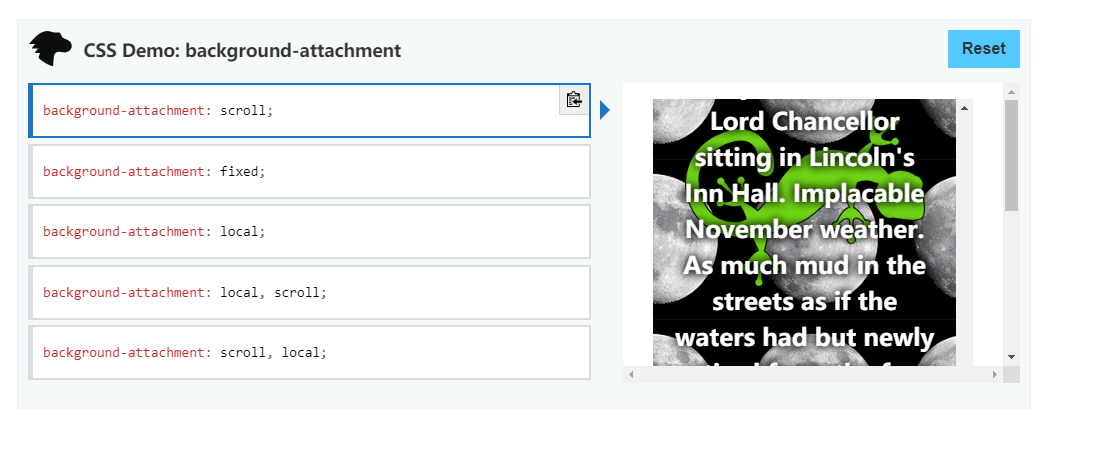 CSS Demo: background-attachment
Reset
background-attachment: scroll;
background-attachment: fixed;
background-attachment: local;
background-attachment: local, scroll;
background-attachment: scroll, local;
Lord Chancellor
sitting in Lincoln's
Inn Hall. Implacable
November weather.
As much mud in the
streets as if the
waters had but newly